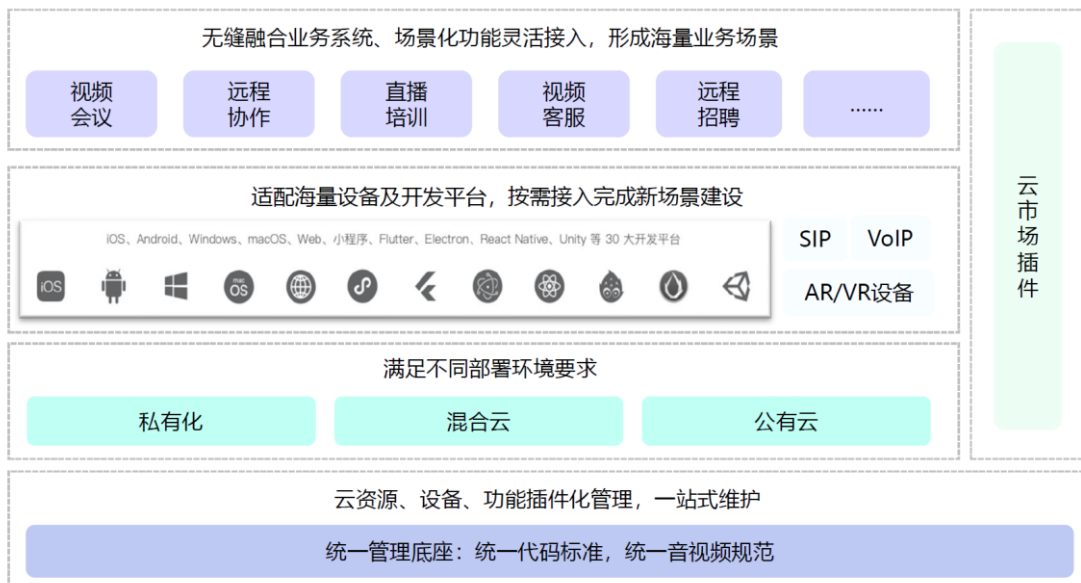 无缝融合业务系统、场景化功能灵活接入，形成海量业务场景
视频
会议
远程
协作
直播
培训
视频
客服
远程
招聘
……
适配海量设备及开发平台，按需接入完成新场景建设
iOS、Android、Windows、macOS、Web、小程序、Flutter、Electron、React Native、Unity 等 30 大开发平台
iOS
mac
OS
SIP
VoIP
AR/VR设备
满足不同部署环境要求
私有化
混合云
公有云
云市场插件
云资源、设备、功能插件化管理，一站式维护
统一管理底座：统一代码标准，统一音视频规范